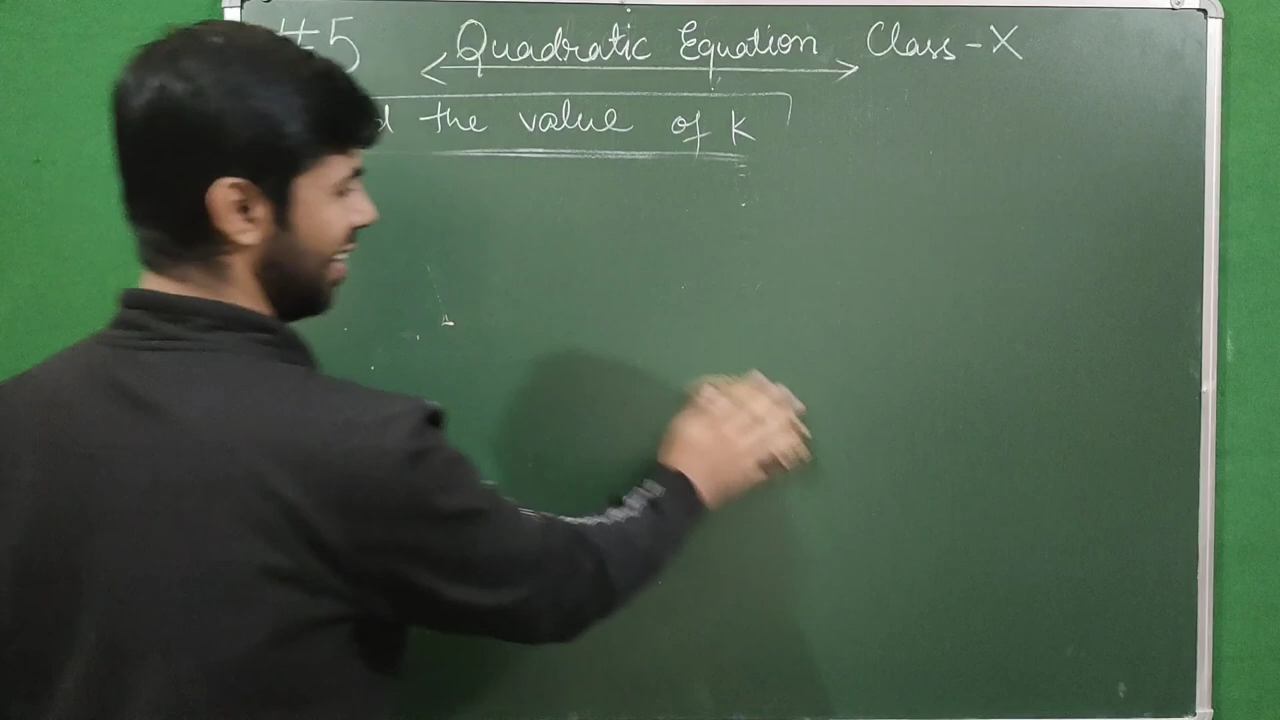 #5 Quadratic Equation Class-X
the value of k